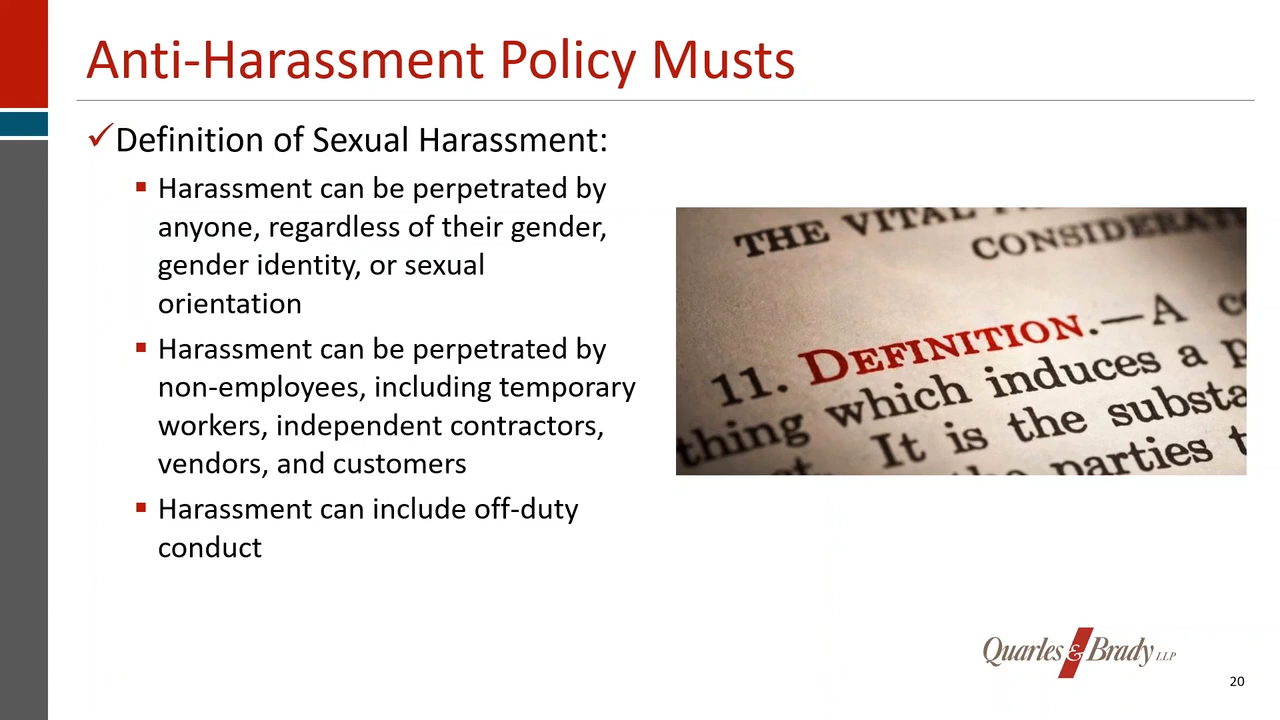 Anti-Harassment Policy Musts
Definition of Sexual Harassment:
Harassment can be perpetrated by
anyone, regardless of their gender,
gender identity, or sexual
orientation
Harassment can be perpetrated by
non-employees, including temporary
workers, independent contractors,
vendors, and customers
Harassment can include off-duty
conduct
THE VITAL
11. DEFINITION.—A
thing which induces a
It is the
parties
Quarles & Brady LLP
20